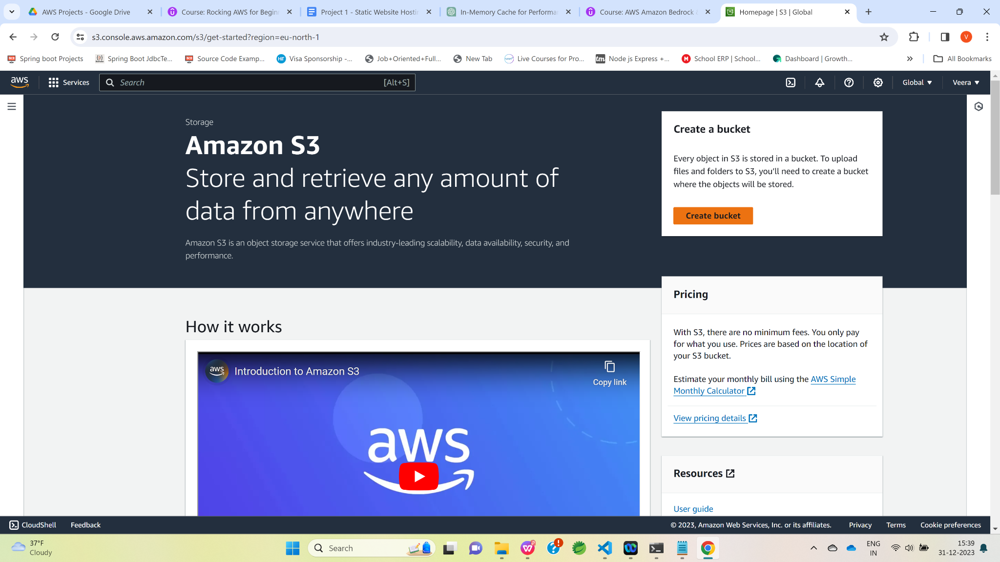 AWS Projects - Google Drive
Course: Rocking AWS for Beginn
Project 1 - Static Website Hostin
In-Memory Cache for Performan
Course: AWS Amazon Bedrock &
Homepage | S3 | Global
s3.console.aws.amazon.com/s3/get-started?region=eu-north-1
V
Spring boot Projects
Spring Boot JdbcTe...
Source Code Examp...
Visa Sponsorship -...
Job+Oriented+Full...
New Tab
Live Courses for Pro...
Node js Express +...
School ERP | School...
Dashboard | Growth...
All Bookmarks
aws
Services
Search
[Alt+S]
Global
Veera
Storage
Amazon S3
Store and retrieve any amount of
data from anywhere
Amazon S3 is an object storage service that offers industry-leading scalability, data availability, security, and
performance.
Create a bucket
Every object in S3 is stored in a bucket. To upload
files and folders to S3, you'll need to create a bucket
where the objects will be stored.
Create bucket
Pricing
With S3, there are no minimum fees. You only pay
for what you use. Prices are based on the location of
your S3 bucket.
Estimate your monthly bill using the AWS Simple
Monthly Calculator
View pricing details
How it works
aws
Introduction to Amazon S3
Copy link
aws
Resources
User guide
CloudShell
Feedback
© 2023, Amazon Web Services, Inc. or its affiliates.
Privacy
Terms
Cookie preferences
37°F
Cloudy
Search
ENG
IN
15:39
31-12-2023